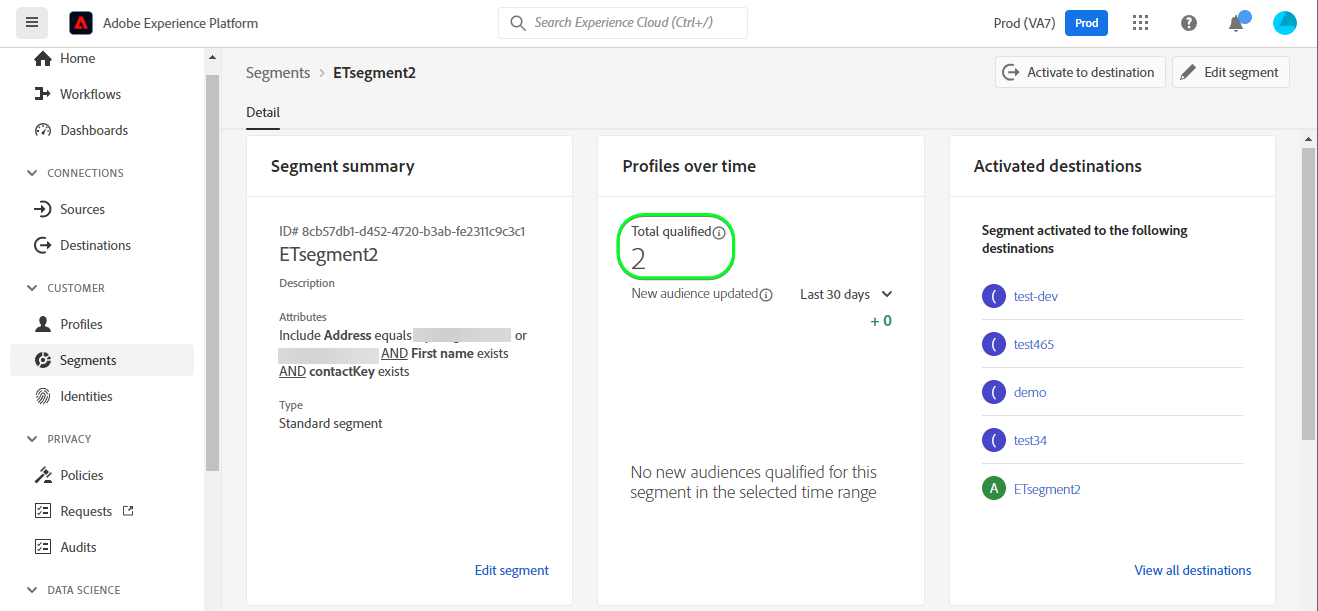 Adobe Experience Platform
Search Experience Cloud (Ctrl+/)
Prod (VA7)
Prod
Home
Workflows
Dashboards
CONNECTIONS
Sources
Destinations
CUSTOMER
Profiles
Segments
Identities
PRIVACY
Policies
Requests
Audits
DATA SCIENCE
Segments > ETsegment2
Activate to destination
Edit segment
Detail
Segment summary
ID# 8cb57db1-d452-4720-b3ab-fe2311c9c3c1
ETsegment2
Description
Attributes
Include Address equals or
AND First name exists
AND contactKey exists
Type
Standard segment
Edit segment
Profiles over time
Total qualified
2
New audience updated
Last 30 days
+ 0
No new audiences qualified for this
segment in the selected time range
Activated destinations
Segment activated to the following
destinations
( test-dev
( test465
( demo
( test34
A ETsegment2
View all destinations